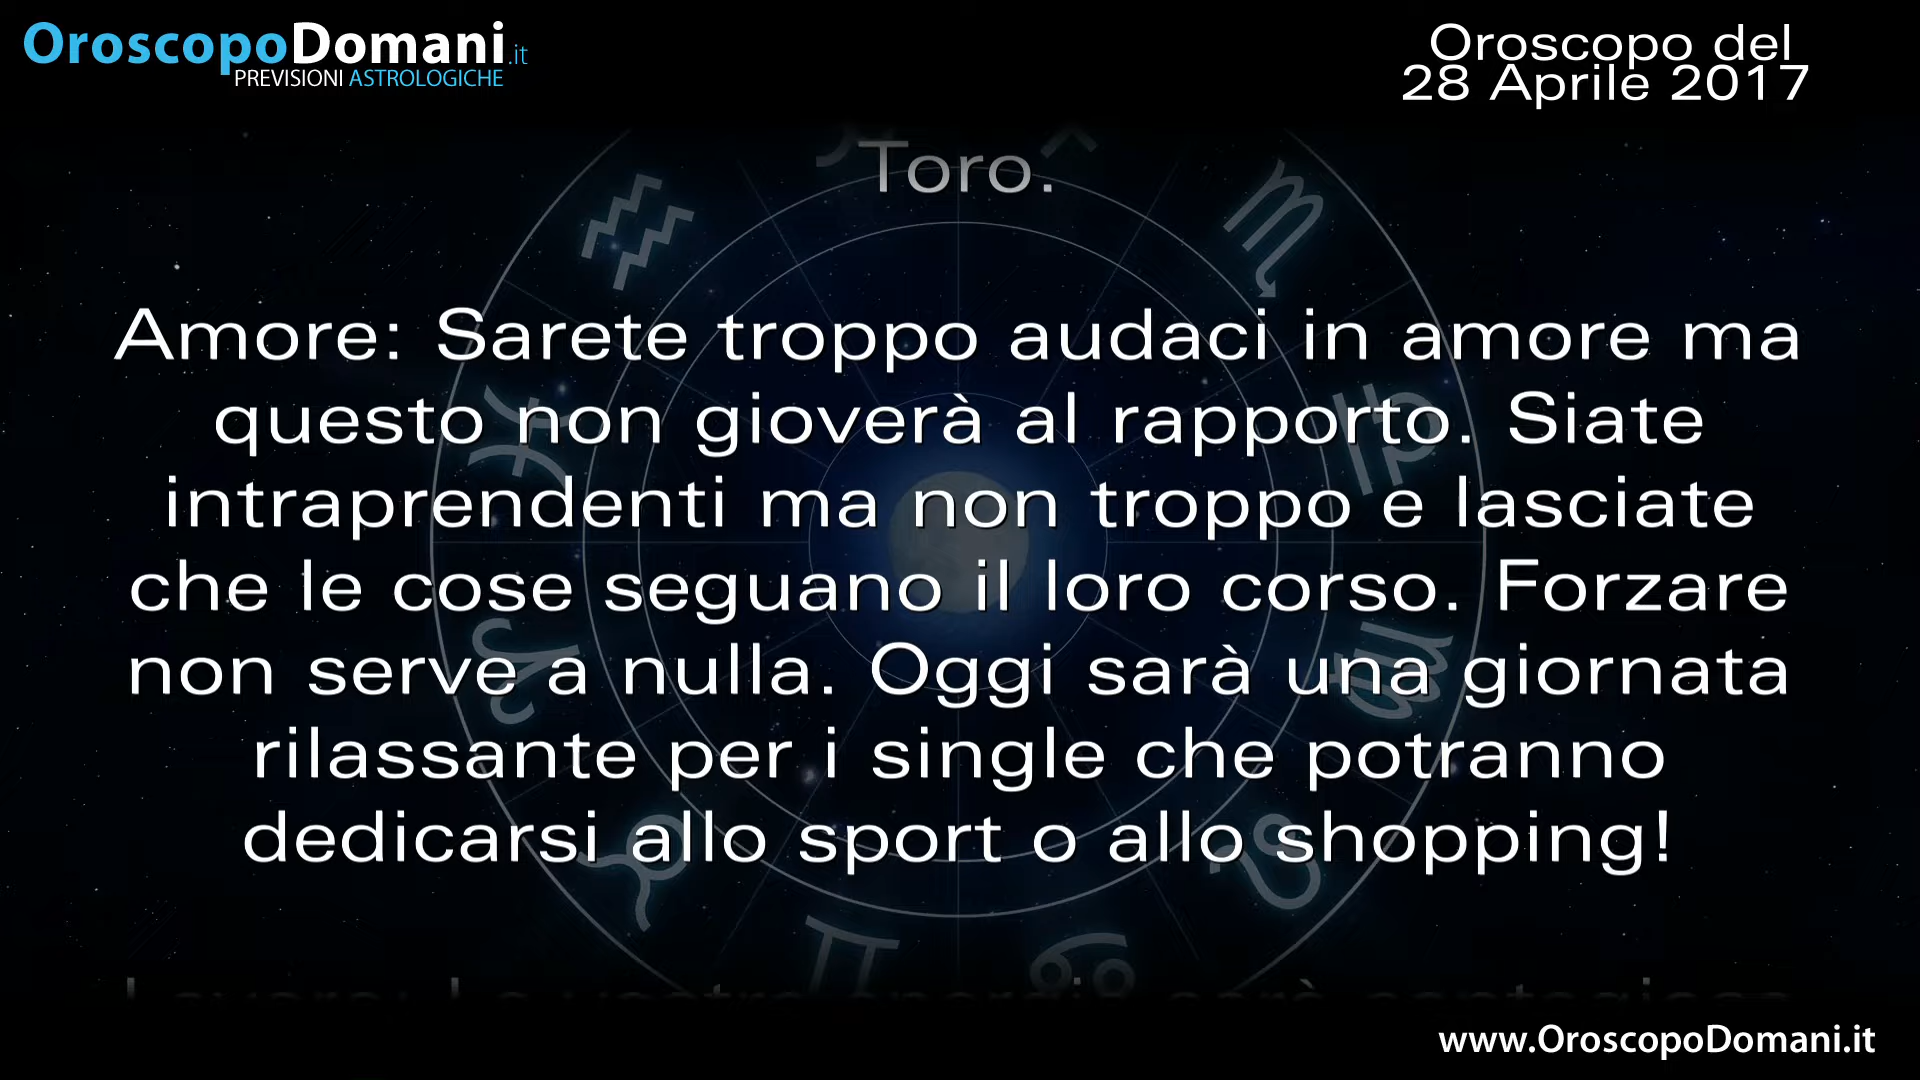 OroscopoDomani.it
PREVISIONI ASTROLOGICHE
Oroscopo del
28 Aprile 2017
Toro.
Amore: Sarete troppo audaci in amore ma
questo non gioverà al rapporto. Siate
intraprendenti ma non troppo e lasciate
che le cose seguano il loro corso. Forzare
non serve a nulla. Oggi sarà una giornata
rilassante per i single che potranno
dedicarsi allo sport o allo shopping!
www.OroscopoDomani.it